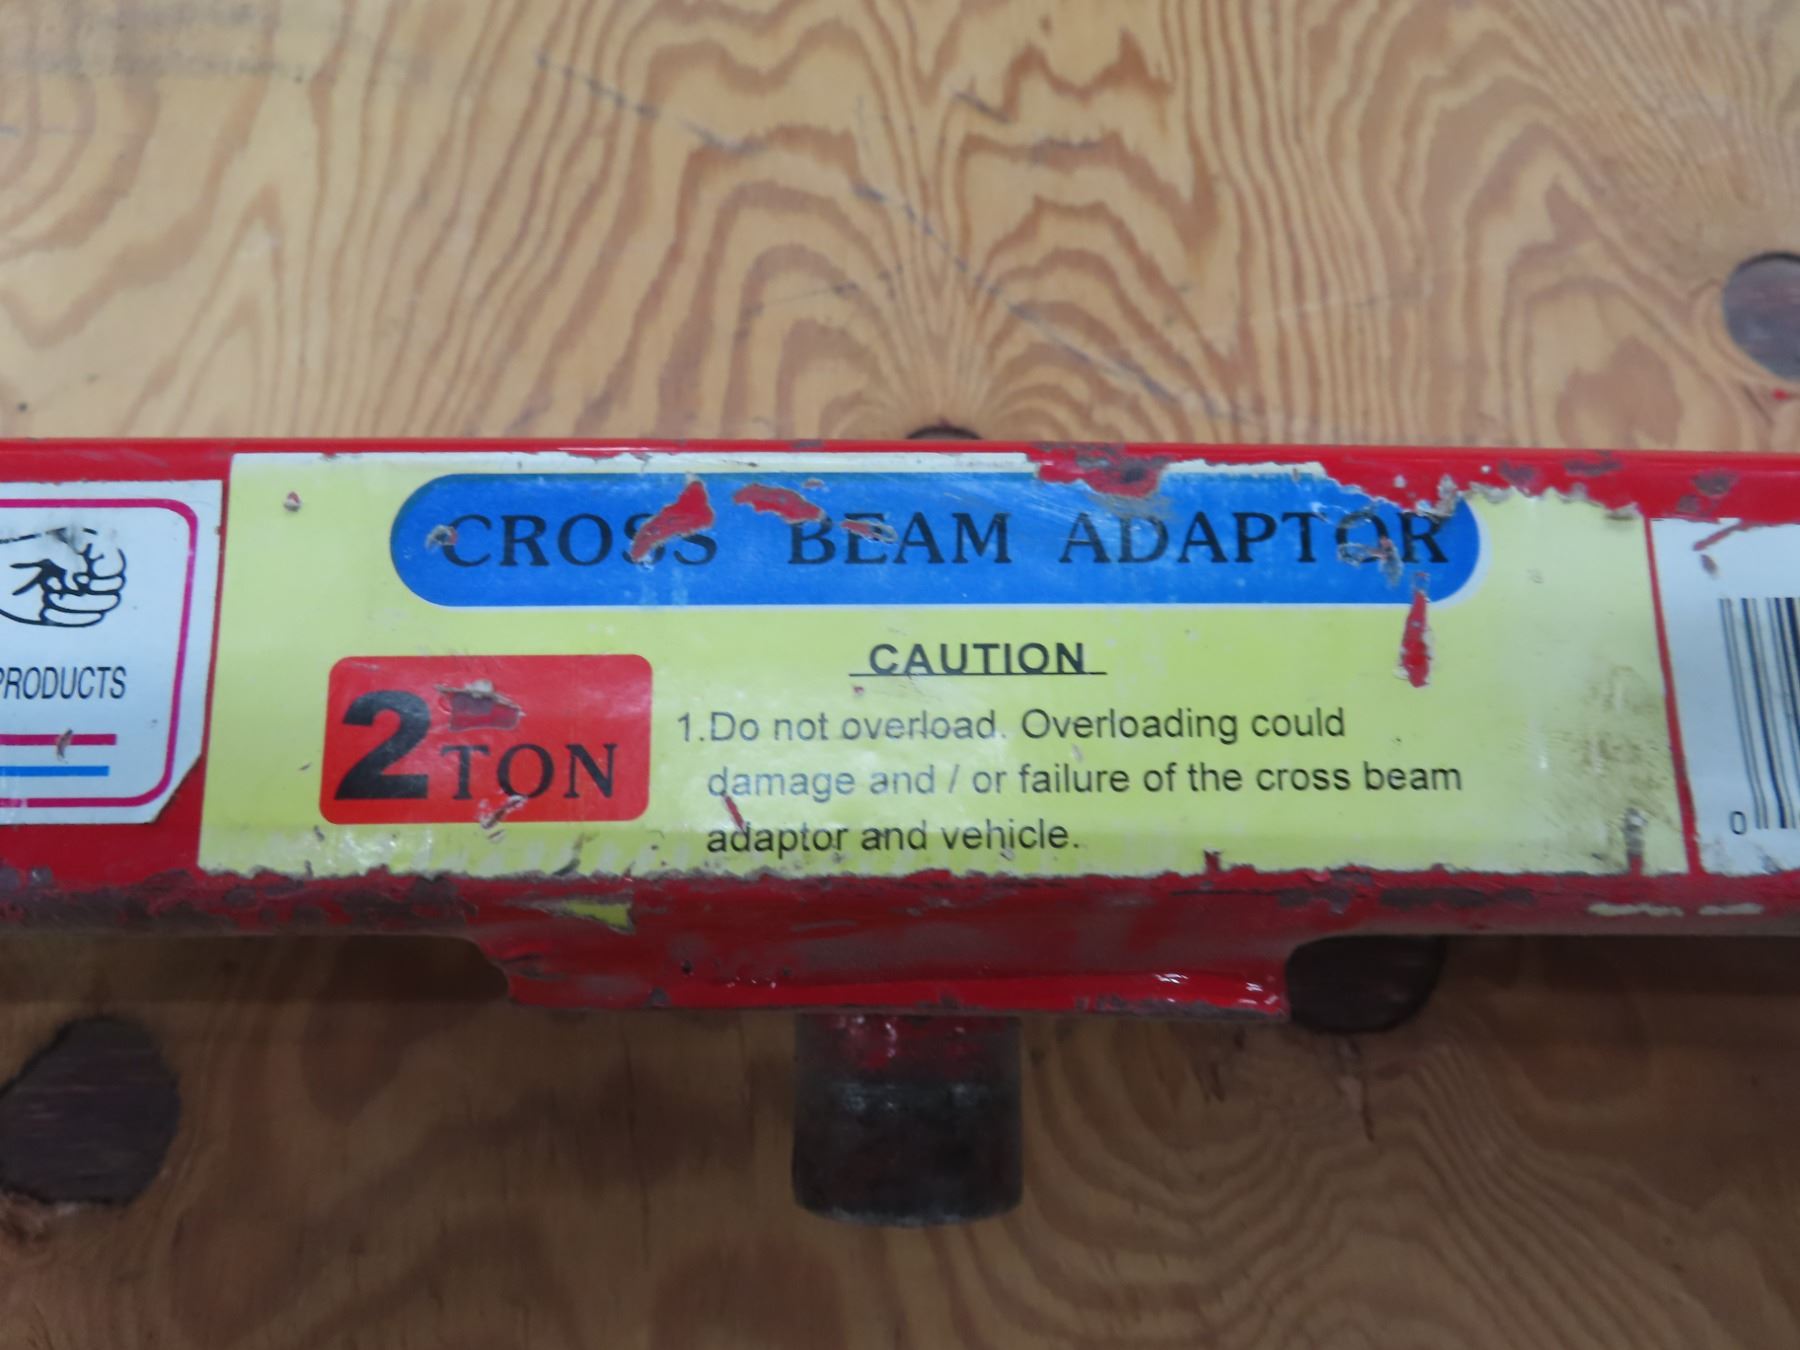 CROSS BEAM ADAPTOR
PRODUCTS
2 TON
CAUTION
1.Do not overload. Overloading could
damage and / or failure of the cross beam
adaptor and vehicle.
0